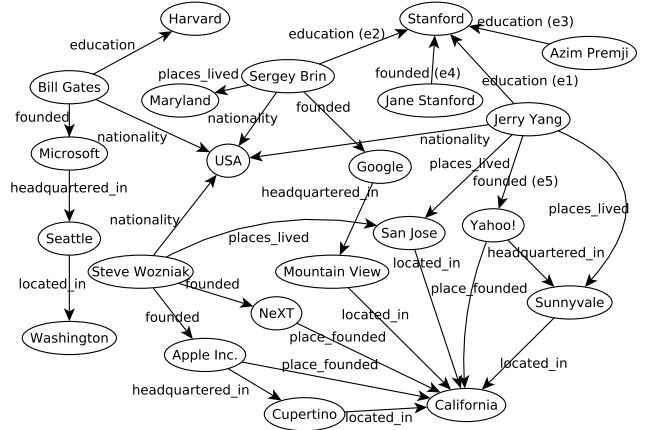 Harvard
Stanford
education (e3)
education (e2)
education
Azim Premji
places_lived
Sergey Brin
founded (e4)
Bill Gates
education (e1)
Maryland
Jane Stanford
founded
nationality
founded
Jerry Yang
nationality
nationality
Microsoft
USA
Google
places_lived
founded (e5)
headquartered_in
headquartered_in
places_lived
nationality
San Jose
Yahoo!
Seattle
places_lived
headquartered_in
located_in
Steve Wozniak
Mountain View
located_in
founded
place_founded
Sunnyvale
NeXT
founded
located_in
Washington
place_founded
Apple Inc.
place_founded
located_in
headquartered_in
California
Cupertino
located_in